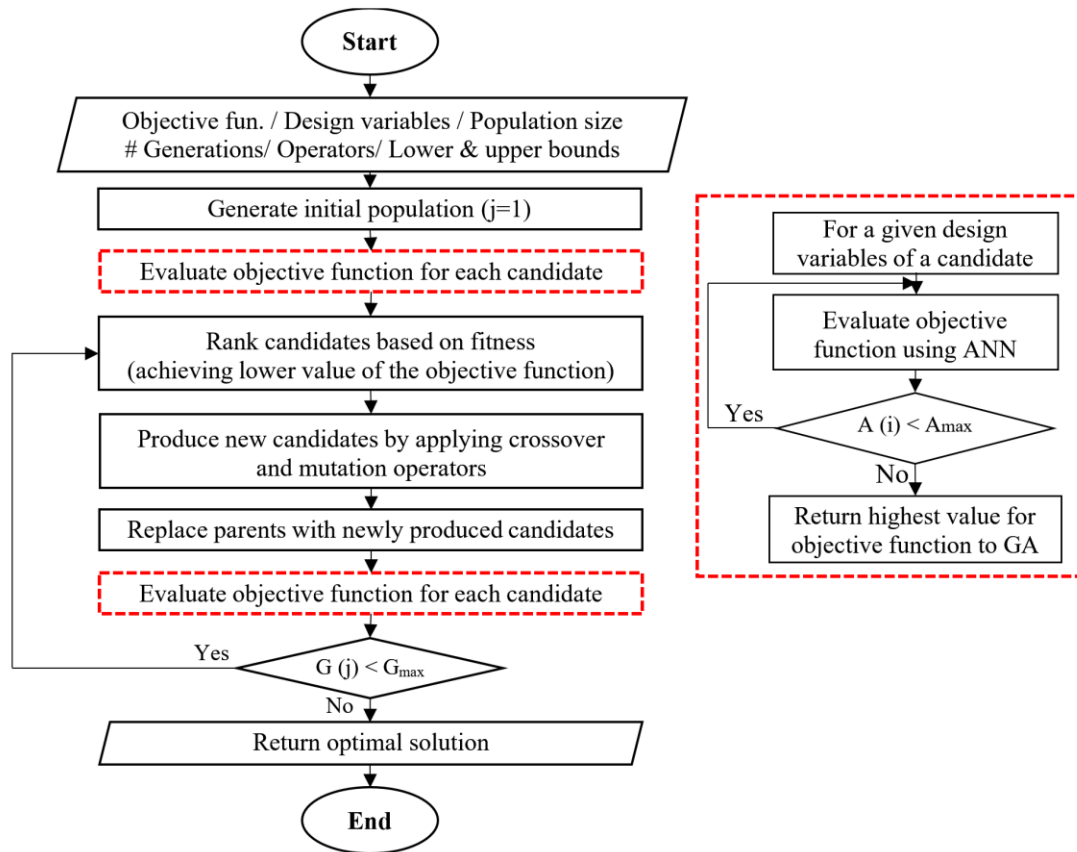 Start
Objective fun. / Design variables / Population size
# Generations/ Operators/ Lower & upper bounds
Generate initial population (j=1)
Evaluate objective function for each candidate
Rank candidates based on fitness
(achieving lower value of the objective function)
Produce new candidates by applying crossover
and mutation operators
Replace parents with newly produced candidates
Evaluate objective function for each candidate
Yes
G (j) < Gmax
No
Return optimal solution
End
For a given design
variables of a candidate
Evaluate objective
function using ANN
Yes
A (i) < Amax
No
Return highest value for
objective function to GA